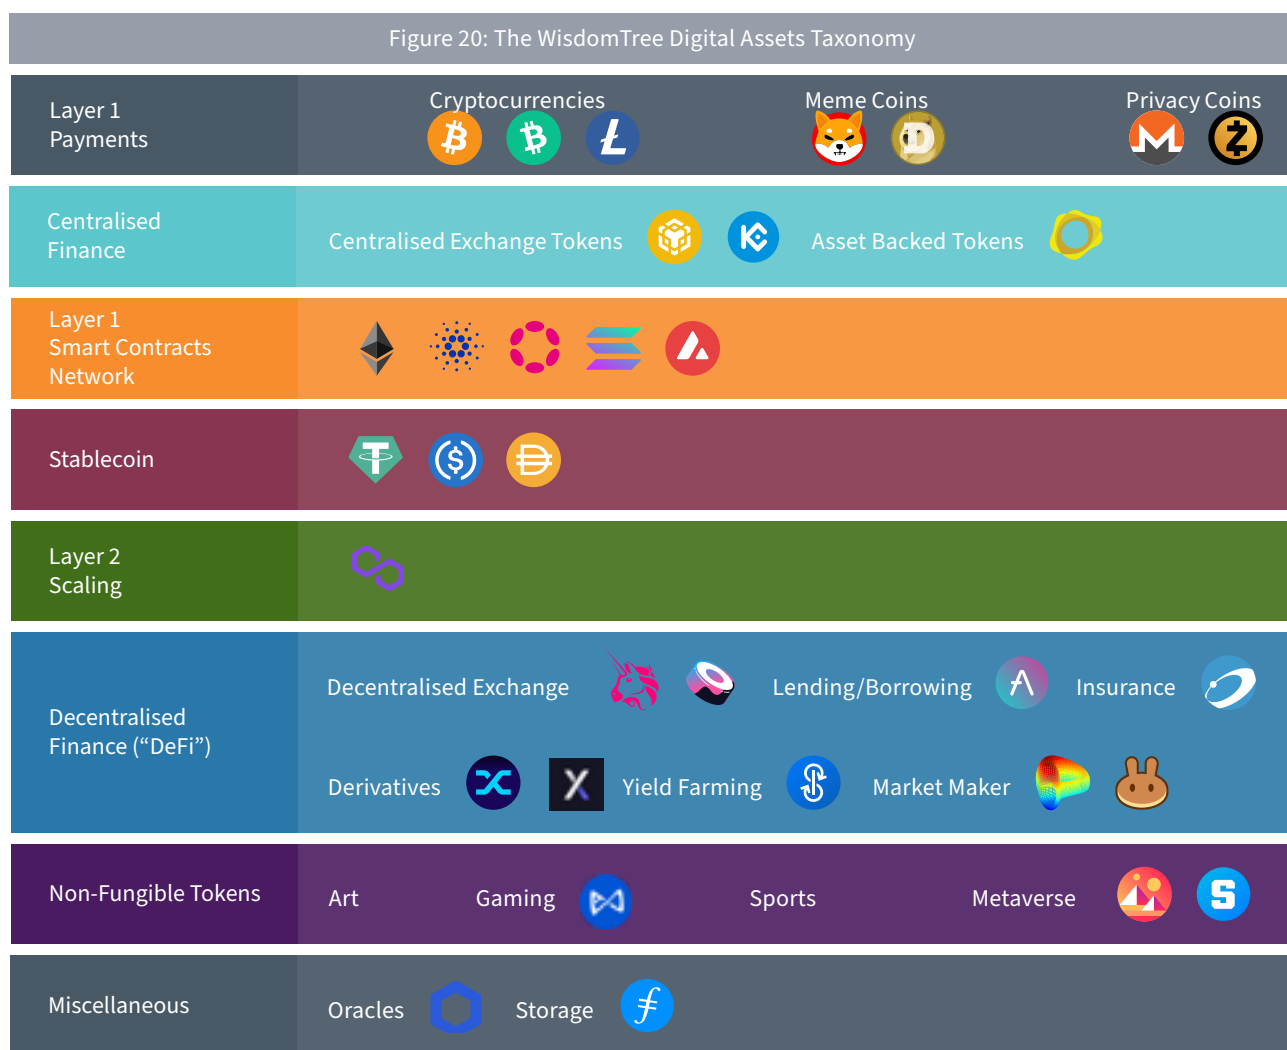 Figure 20: The WisdomTree Digital Assets Taxonomy
Layer 1
Payments
Cryptocurrencies
Meme Coins
Privacy Coins
Centralised
Finance
Centralised Exchange Tokens
Asset Backed Tokens
Layer 1
Smart Contracts
Network
Stablecoin
Layer 2
Scaling
Decentralised
Finance (“DeFi”)
Decentralised Exchange
Lending/Borrowing
Insurance
Derivatives
Yield Farming
Market Maker
Non-Fungible Tokens
Art
Gaming
Sports
Metaverse
Miscellaneous
Oracles
Storage